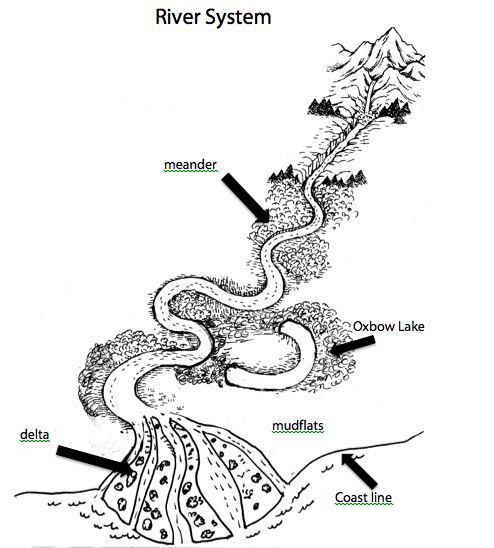 River System
meander
Oxbow Lake
mudflats
delta
Coast line